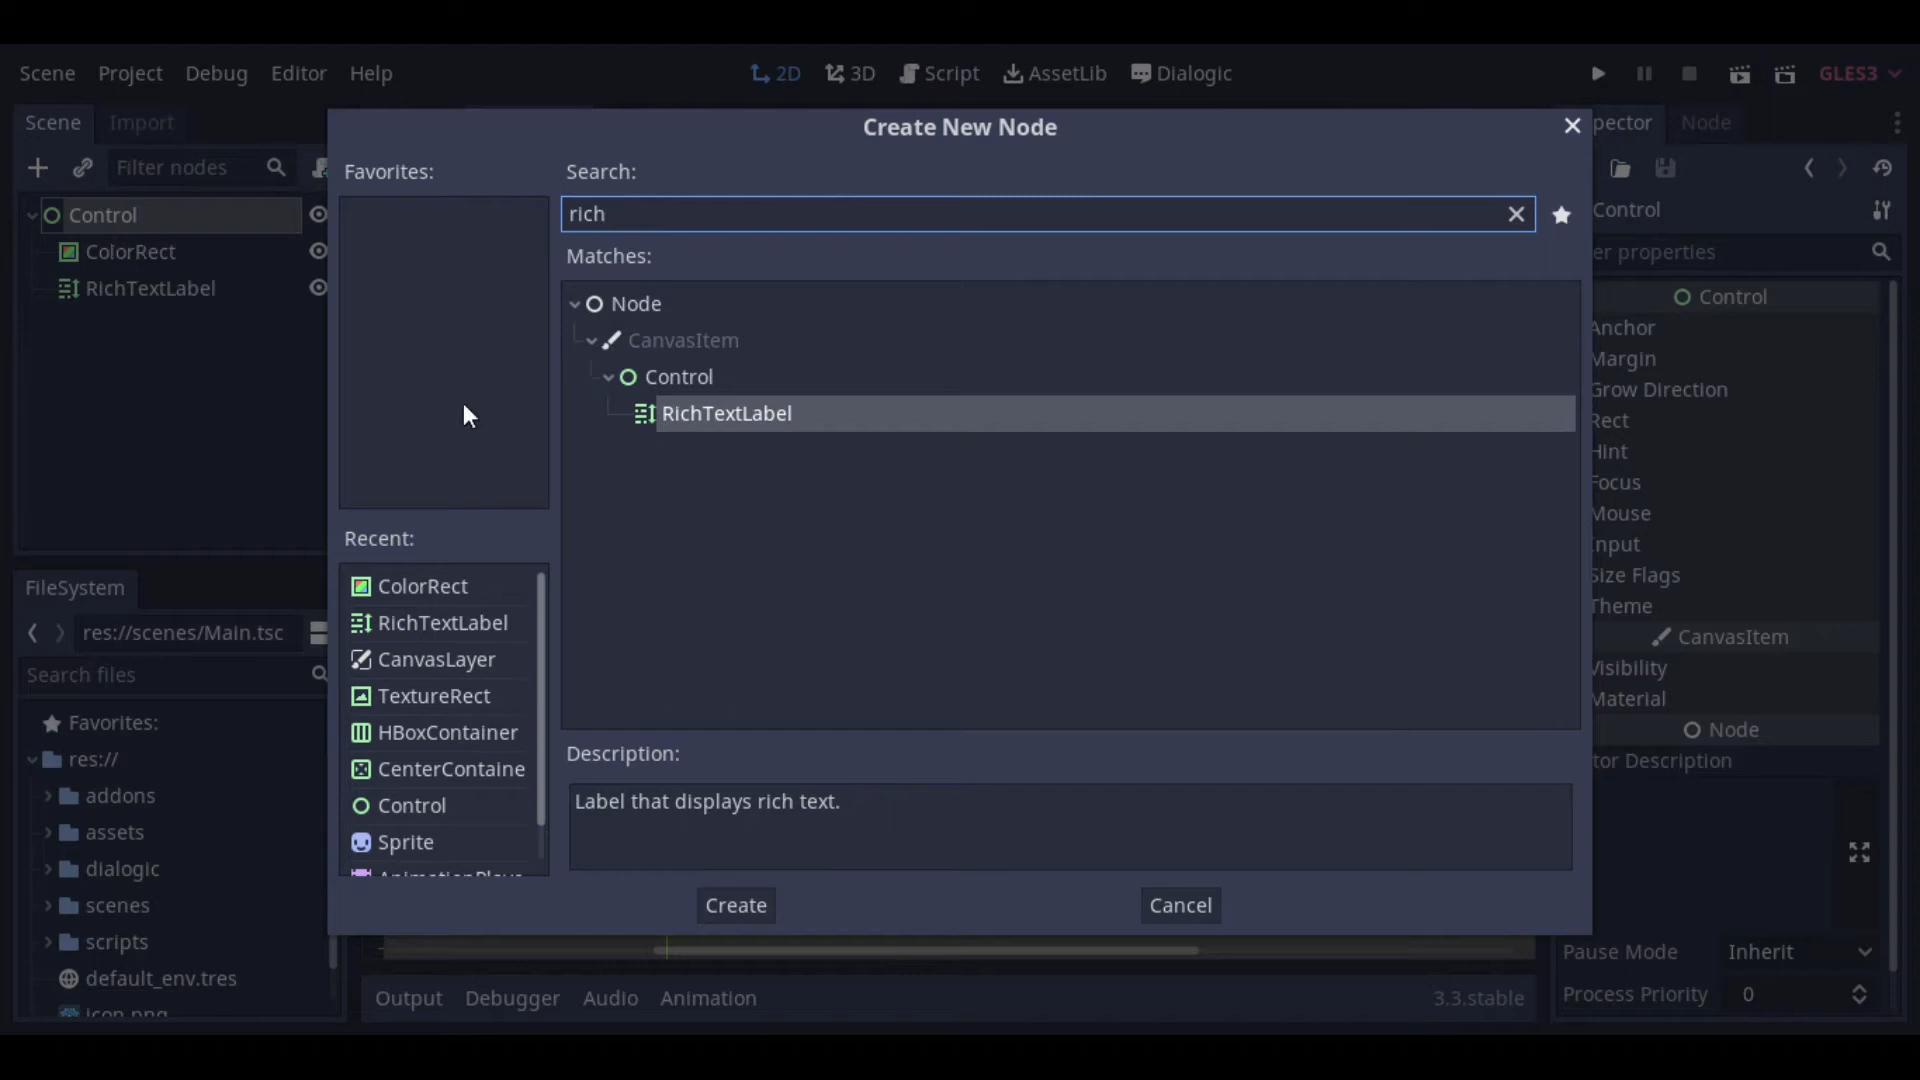 Scene Project Debug Editor Help 2D 3D Script AssetLib Dialogic GLES3
Scene Import
Filter nodes
Control
ColorRect
RichTextLabel
FileSystem
res://scenes/Main.tsc
Search files
Favorites:
res://
addons
assets
dialogic
scenes
scripts
default_env.tres
icon.png
Create New Node
Favorites:
Recent:
ColorRect
RichTextLabel
CanvasLayer
TextureRect
HBoxContainer
CenterContaine
Control
Sprite
Search:
rich
Matches:
Node
CanvasItem
Control
RichTextLabel
Description:
Label that displays rich text.
Create Cancel
Output Debugger Audio Animation 3.3.stable
pector Node
Control
er properties
Control
Anchor
Margin
Grow Direction
Rect
Hint
Focus
Mouse
Input
Size Flags
Theme
CanvasItem
Visibility
Material
Node
tor Description
Pause Mode Inherit
Process Priority 0